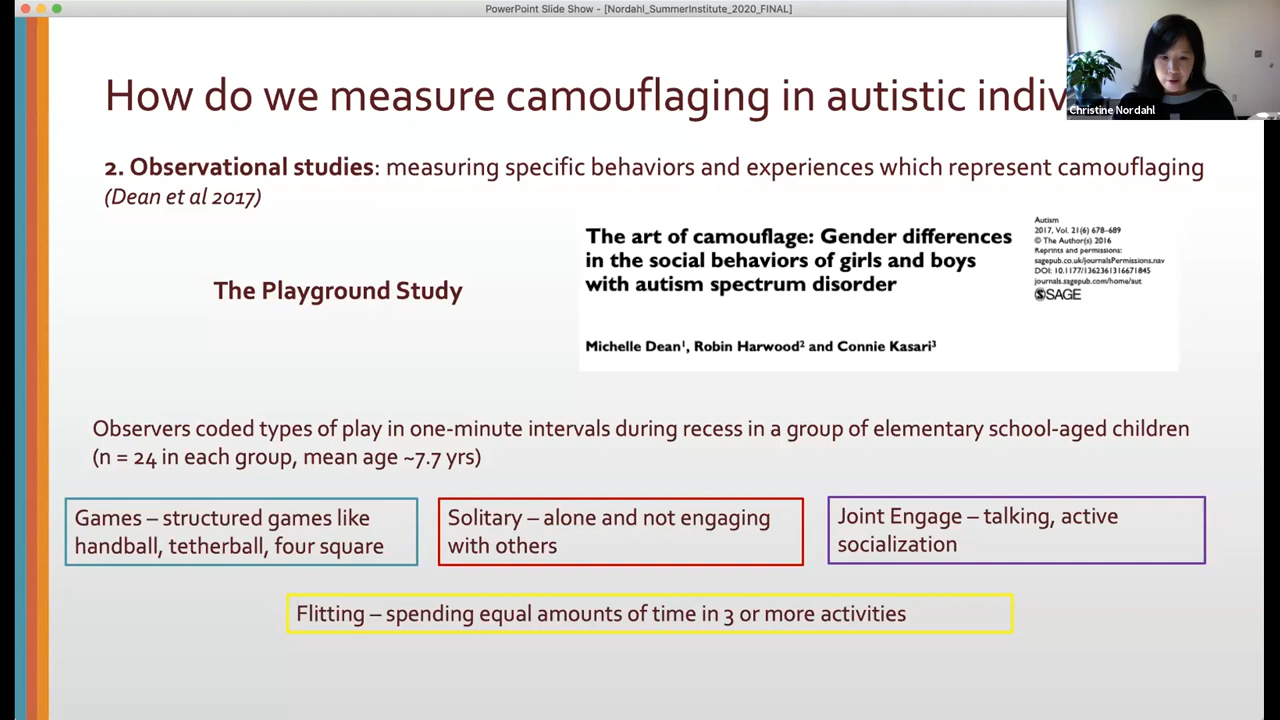 PowerPoint Slide Show - [Nordahl_SummerInstitute_2020_FINAL]
How do we measure camouflaging in autistic indiv
Christine Nordahl
2. Observational studies: measuring specific behaviors and experiences which represent camouflaging
(Dean et al 2017)
The Playground Study
The art of camouflage: Gender differences
in the social behaviors of girls and boys
with autism spectrum disorder
Michelle Dean¹, Robin Harwood² and Connie Kasari³
Autism
2017, Vol. 21(6) 678–689
© The Author(s) 2016
Reprints and permissions:
sagepub.co.uk/journalsPermissions.nav
DOI: 10.1177/1362361316671845
journals.sagepub.com/home/aut
SAGE
Observers coded types of play in one-minute intervals during recess in a group of elementary school-aged children
(n = 24 in each group, mean age ~7.7 yrs)
Games – structured games like
handball, tetherball, four square
Solitary – alone and not engaging
with others
Joint Engage – talking, active
socialization
Flitting – spending equal amounts of time in 3 or more activities